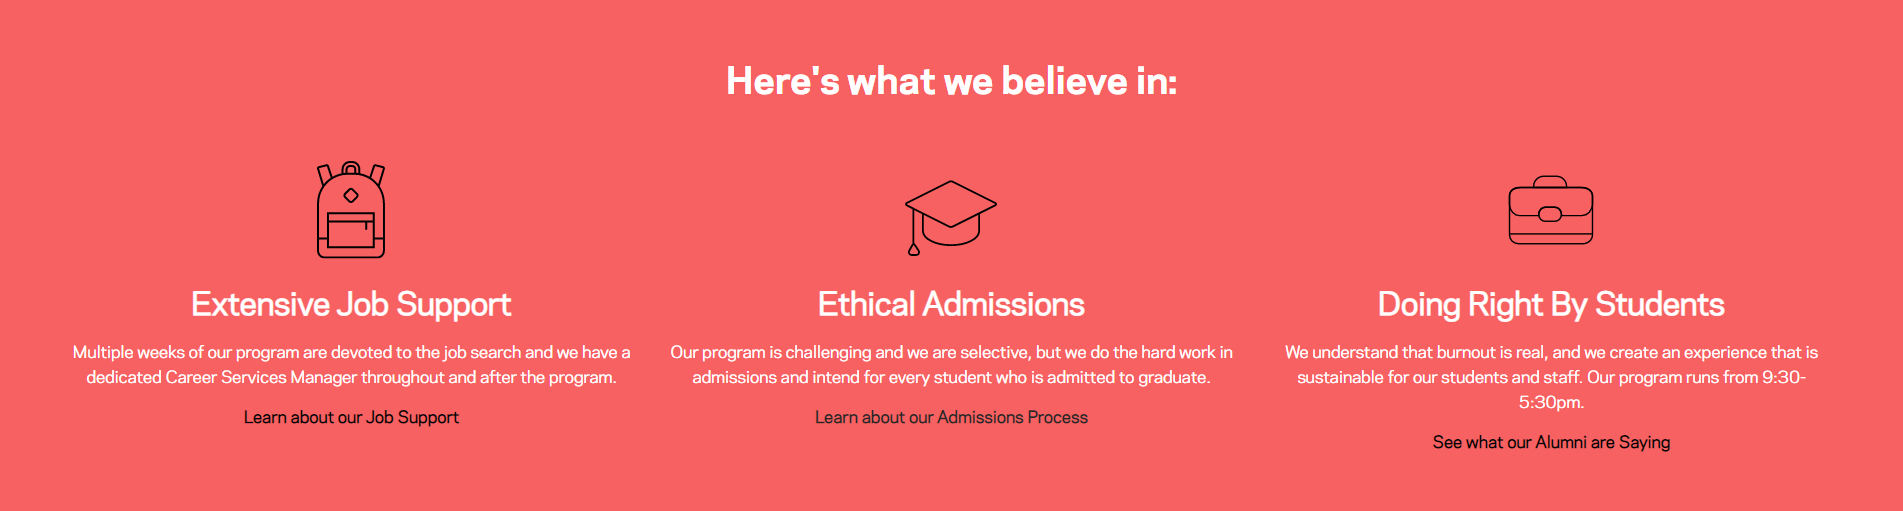 Here's what we believe in:
Extensive Job Support
Multiple weeks of our program are devoted to the job search and we have a
dedicated Career Services Manager throughout and after the program.
Learn about our Job Support
Ethical Admissions
Our program is challenging and we are selective, but we do the hard work in
admissions and intend for every student who is admitted to graduate.
Learn about our Admissions Process
Doing Right By Students
We understand that burnout is real, and we create an experience that is
sustainable for our students and staff. Our program runs from 9:30-
5:30pm.
See what our Alumni are Saying